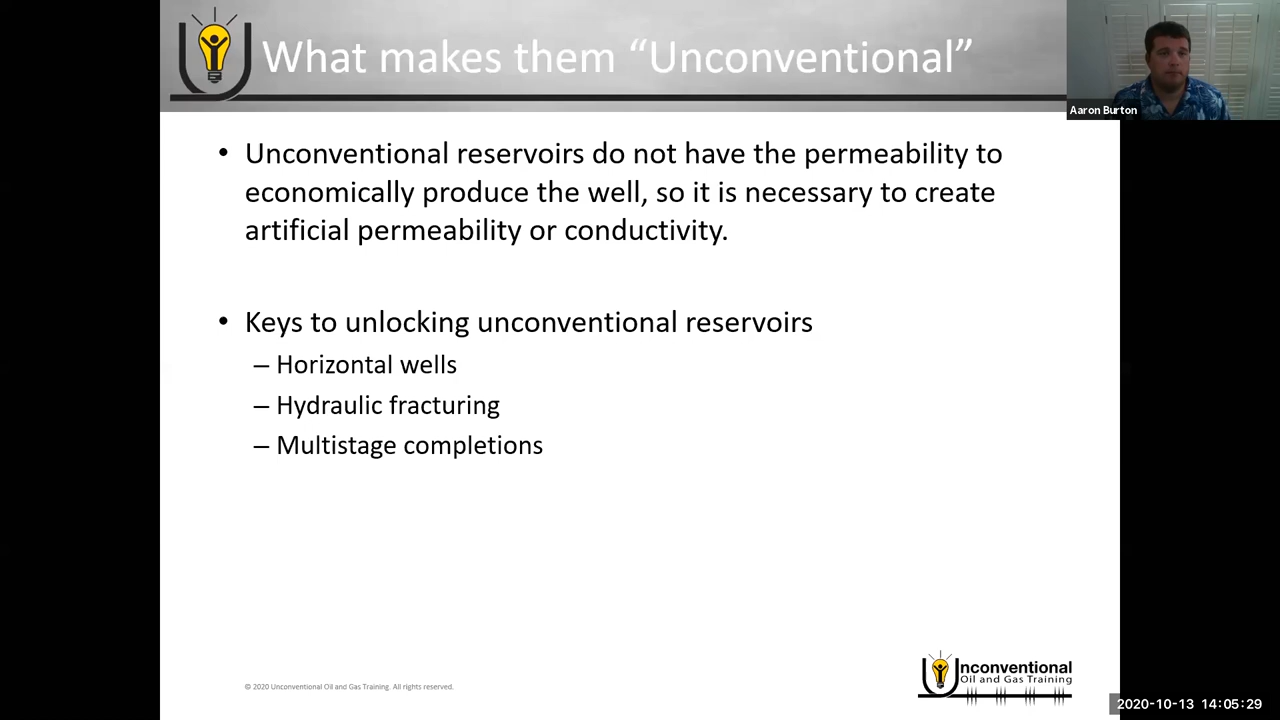 What makes them “Unconventional”
Aaron Burton
• Unconventional reservoirs do not have the permeability to
economically produce the well, so it is necessary to create
artificial permeability or conductivity.
• Keys to unlocking unconventional reservoirs
– Horizontal wells
– Hydraulic fracturing
– Multistage completions
© 2020 Unconventional Oil and Gas Training. All rights reserved.
Unconventional
Oil and Gas Training
2020-10-13 14:05:29